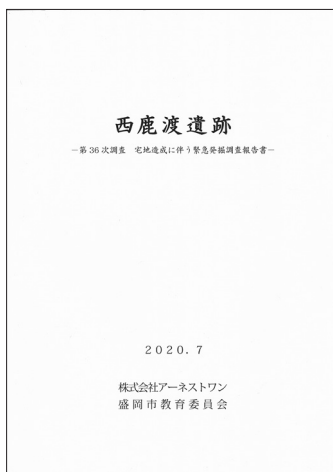 西鹿渡遺跡
－第36次調査　宅地造成に伴う緊急発掘調査報告書－
2020.7
株式会社アーネストワン
盛岡市教育委員会